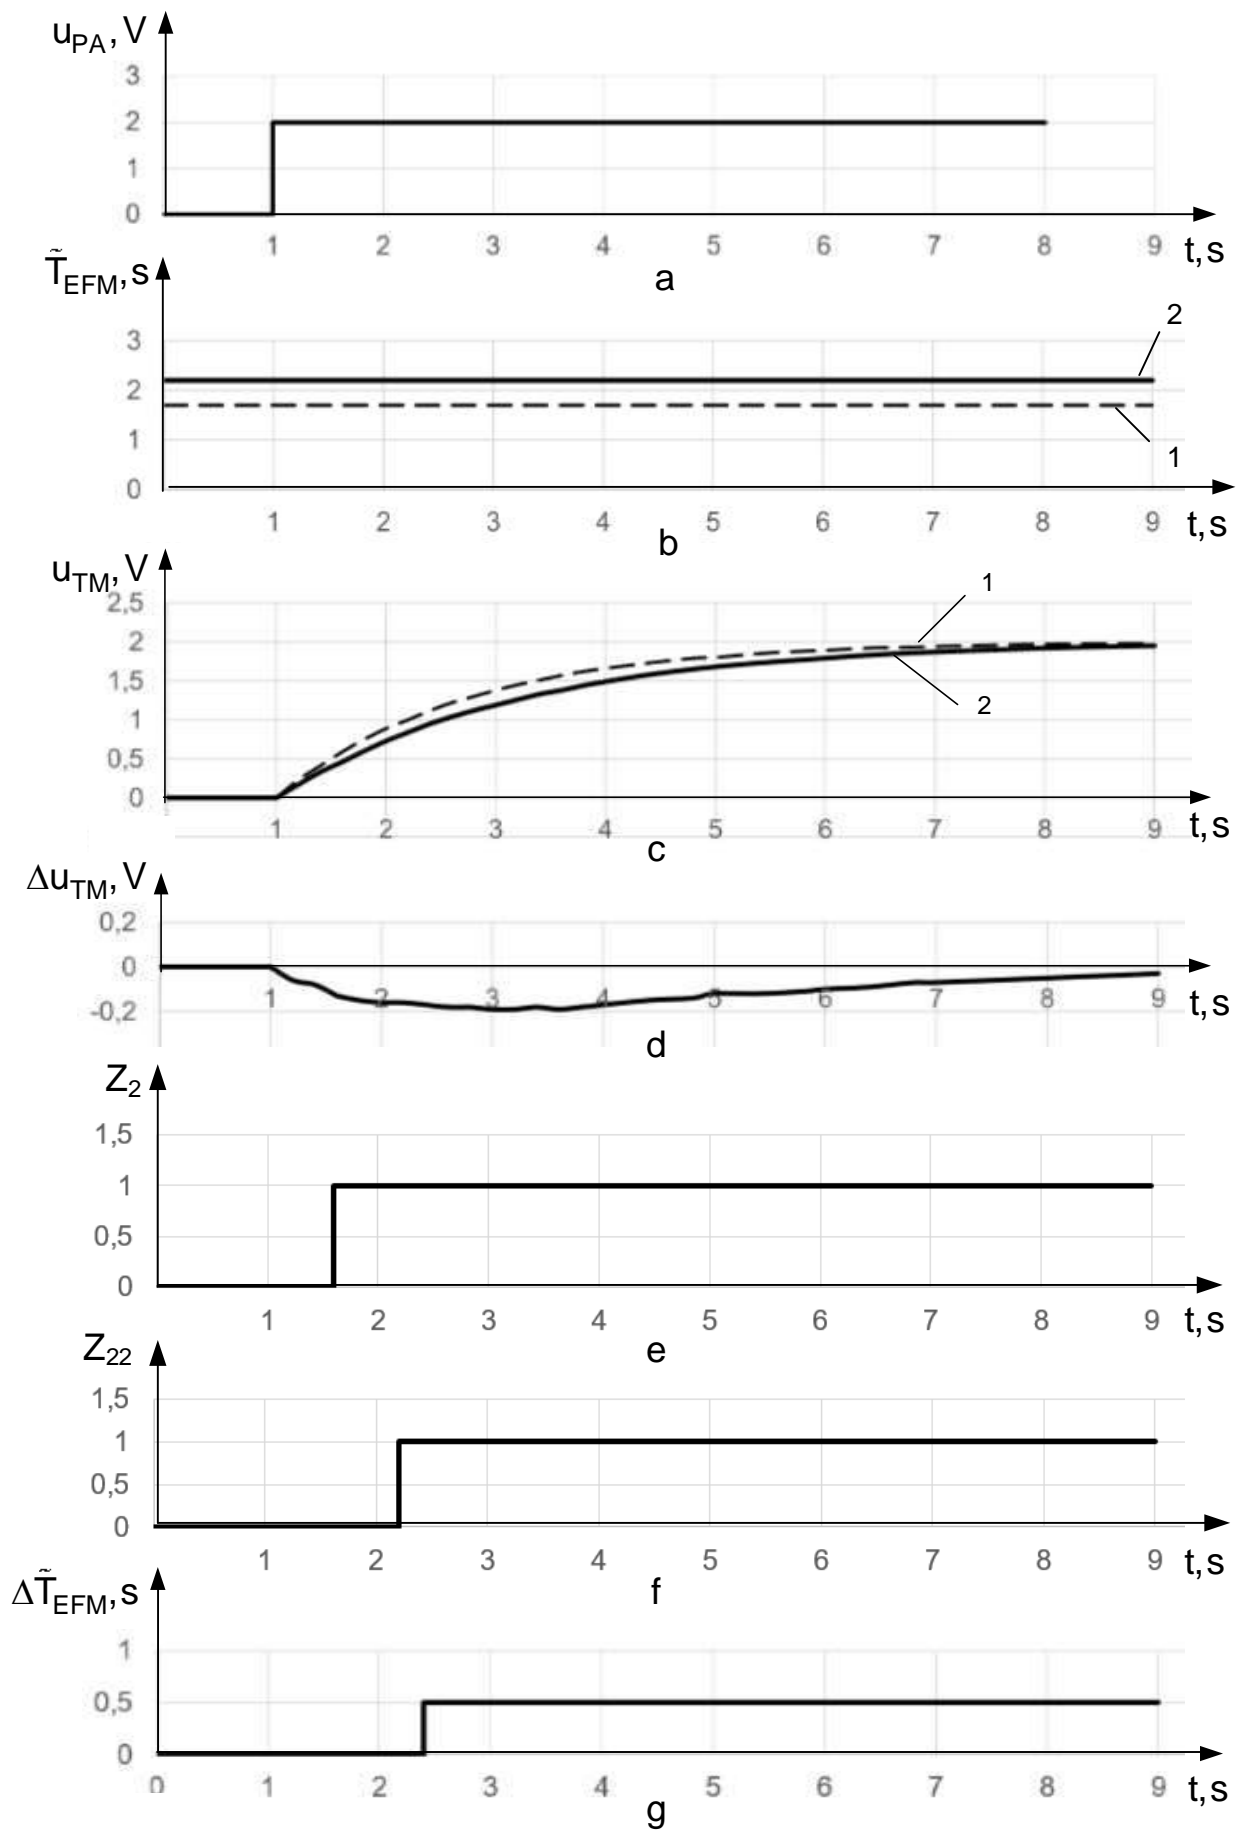 u_PA, V
3
2
1
0
1 2 3 4 5 6 7 8 9 t, s
a
T̃_EFM, s
2
3
2
1
1
0
1 2 3 4 5 6 7 8 9 t, s
b
u_TM, V
1
2,5
2
1,5
2
1
0,5
0
1 2 3 4 5 6 7 8 9 t, s
c
Δu_TM, V
0,2
0
1 2 3 4 5 6 7 8 9 t, s
-0,2
d
Z_2
1,5
1
0,5
0
1 2 3 4 5 6 7 8 9 t, s
e
Z_22
1,5
1
0,5
0
1 2 3 4 5 6 7 8 9 t, s
f
ΔT̃_EFM, s
1
0,5
0
0 1 2 3 4 5 6 7 8 9 t, s
g